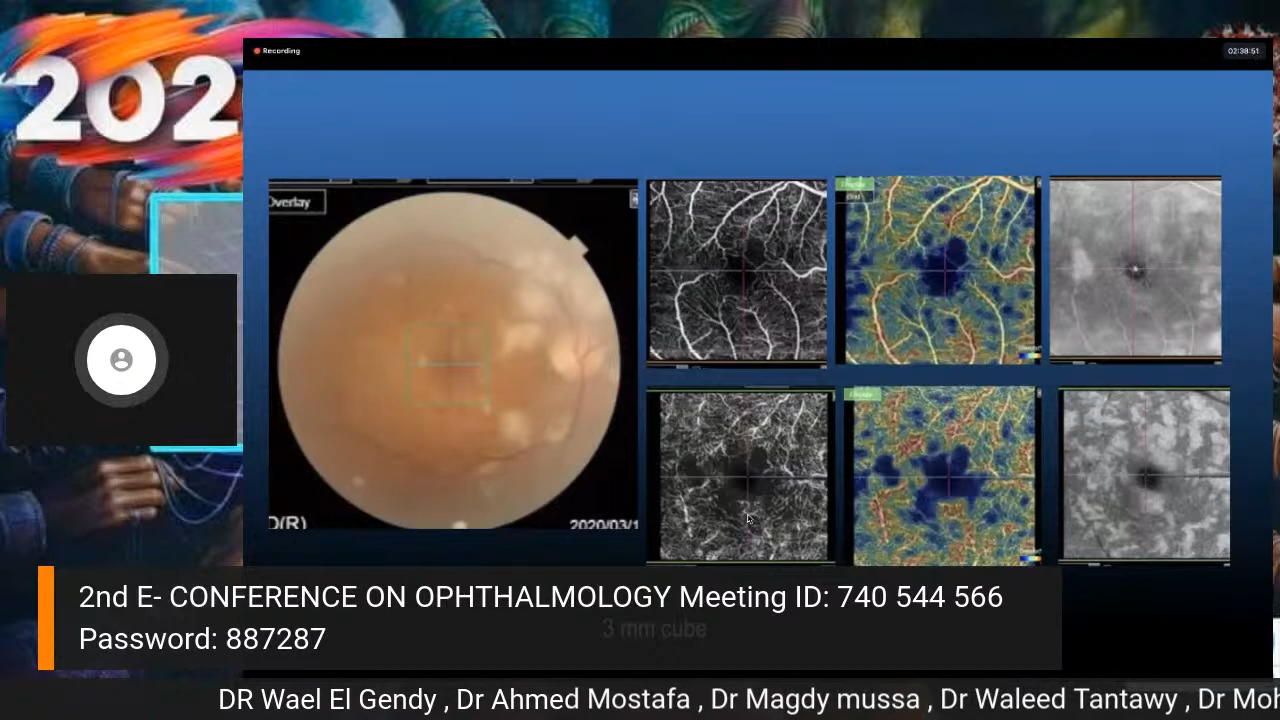 202
Recording
02:38:51
Overlay
D(R)
2020/03/1
3 mm cube
2nd E- CONFERENCE ON OPHTHALMOLOGY Meeting ID: 740 544 566
Password: 887287
DR Wael El Gendy , Dr Ahmed Mostafa , Dr Magdy mussa , Dr Waleed Tantawy , Dr Moh